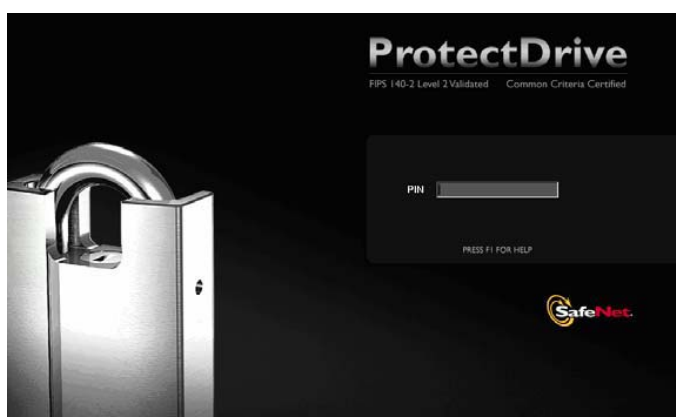 ProtectDrive
FIPS 140-2 Level 2 Validated Common Criteria Certified
PIN
PRESS F1 FOR HELP
SafeNet.